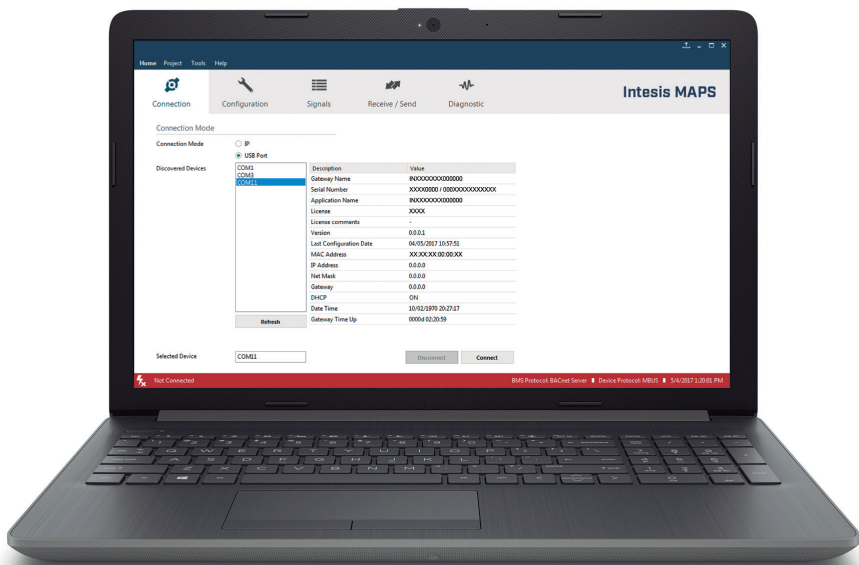 Home Project Tools Help
Connection Configuration Signals Receive / Send Diagnostic
Intesis MAPS
Connection Mode
Connection Mode
IP
USB Port
Discovered Devices
COM1
COM3
COM11
Description Value
Gateway Name INXXXXXXX000000
Serial Number XXXX0000 / 000XXXXXXXXXXXX
Application Name INXXXXXXX000000
License XXXX
License comments -
Version 0.0.0.1
Last Configuration Date 04/05/2017 10:57:51
MAC Address XX:XX:XX:00:00:XX
IP Address 0.0.0.0
Net Mask 0.0.0.0
Gateway 0.0.0.0
DHCP ON
Date Time 10/02/1970 20:27:17
Gateway Time Up 0000d 02:20:59
Refresh
Selected Device COM11 Disconnect Connect
Not Connected BMS Protocol: BACnet Server Device Protocol: MBUS 5/4/2017 1:20:01 PM
Q W E R T Y U I O P
A S D F G H J K L
Z X C V B N M